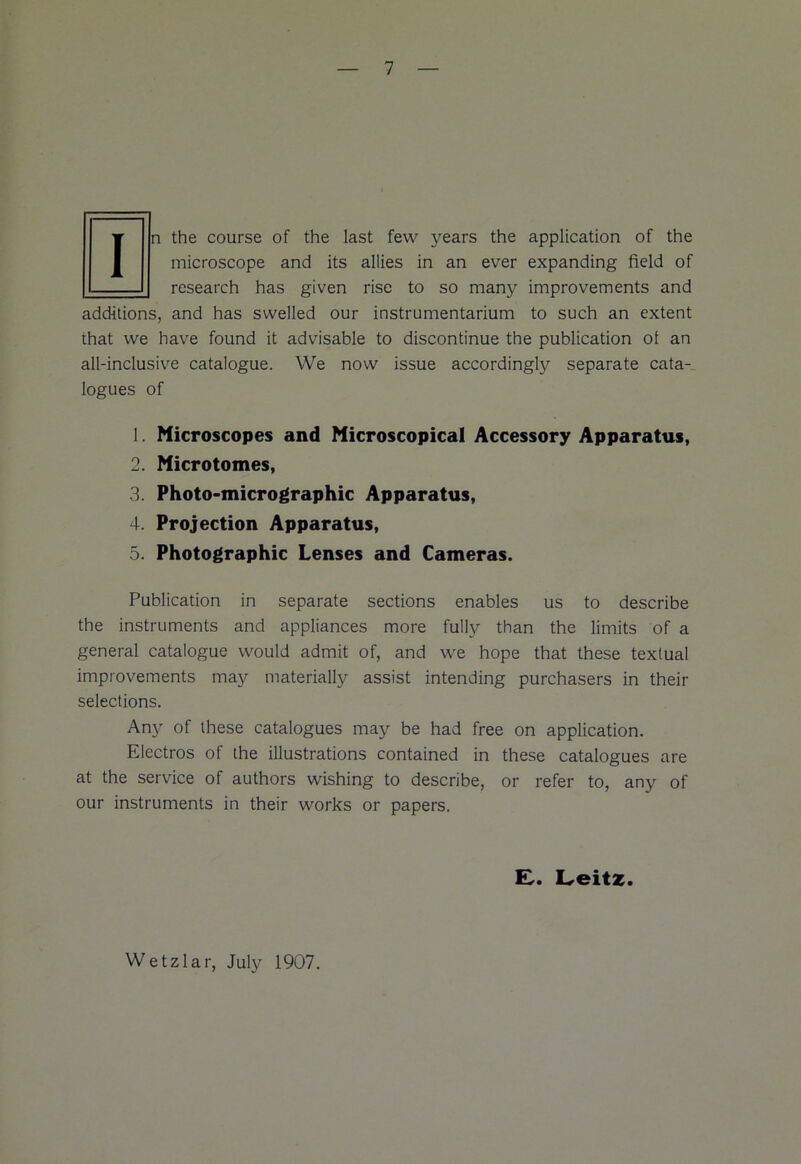 — 7 —
In the course of the last few years the application of the
microscope and its allies in an ever expanding field of
research has given rise to so many improvements and
additions, and has swelled our instrumentarium to such an extent
that we have found it advisable to discontinue the publication of an
all-inclusive catalogue. We now issue accordingly separate cata-
logues of
1. Microscopes and Microscopical Accessory Apparatus,
2. Microtomes,
3. Photo-micrographic Apparatus,
4. Projection Apparatus,
5. Photographic Lenses and Cameras.
Publication in separate sections enables us to describe
the instruments and appliances more fully than the limits of a
general catalogue would admit of, and we hope that these textual
improvements may materially assist intending purchasers in their
selections.
Any of these catalogues may be had free on application.
Electros of the illustrations contained in these catalogues are
at the service of authors wishing to describe, or refer to, any of
our instruments in their works or papers.
E. Leitz.
Wetzlar, July 1907.